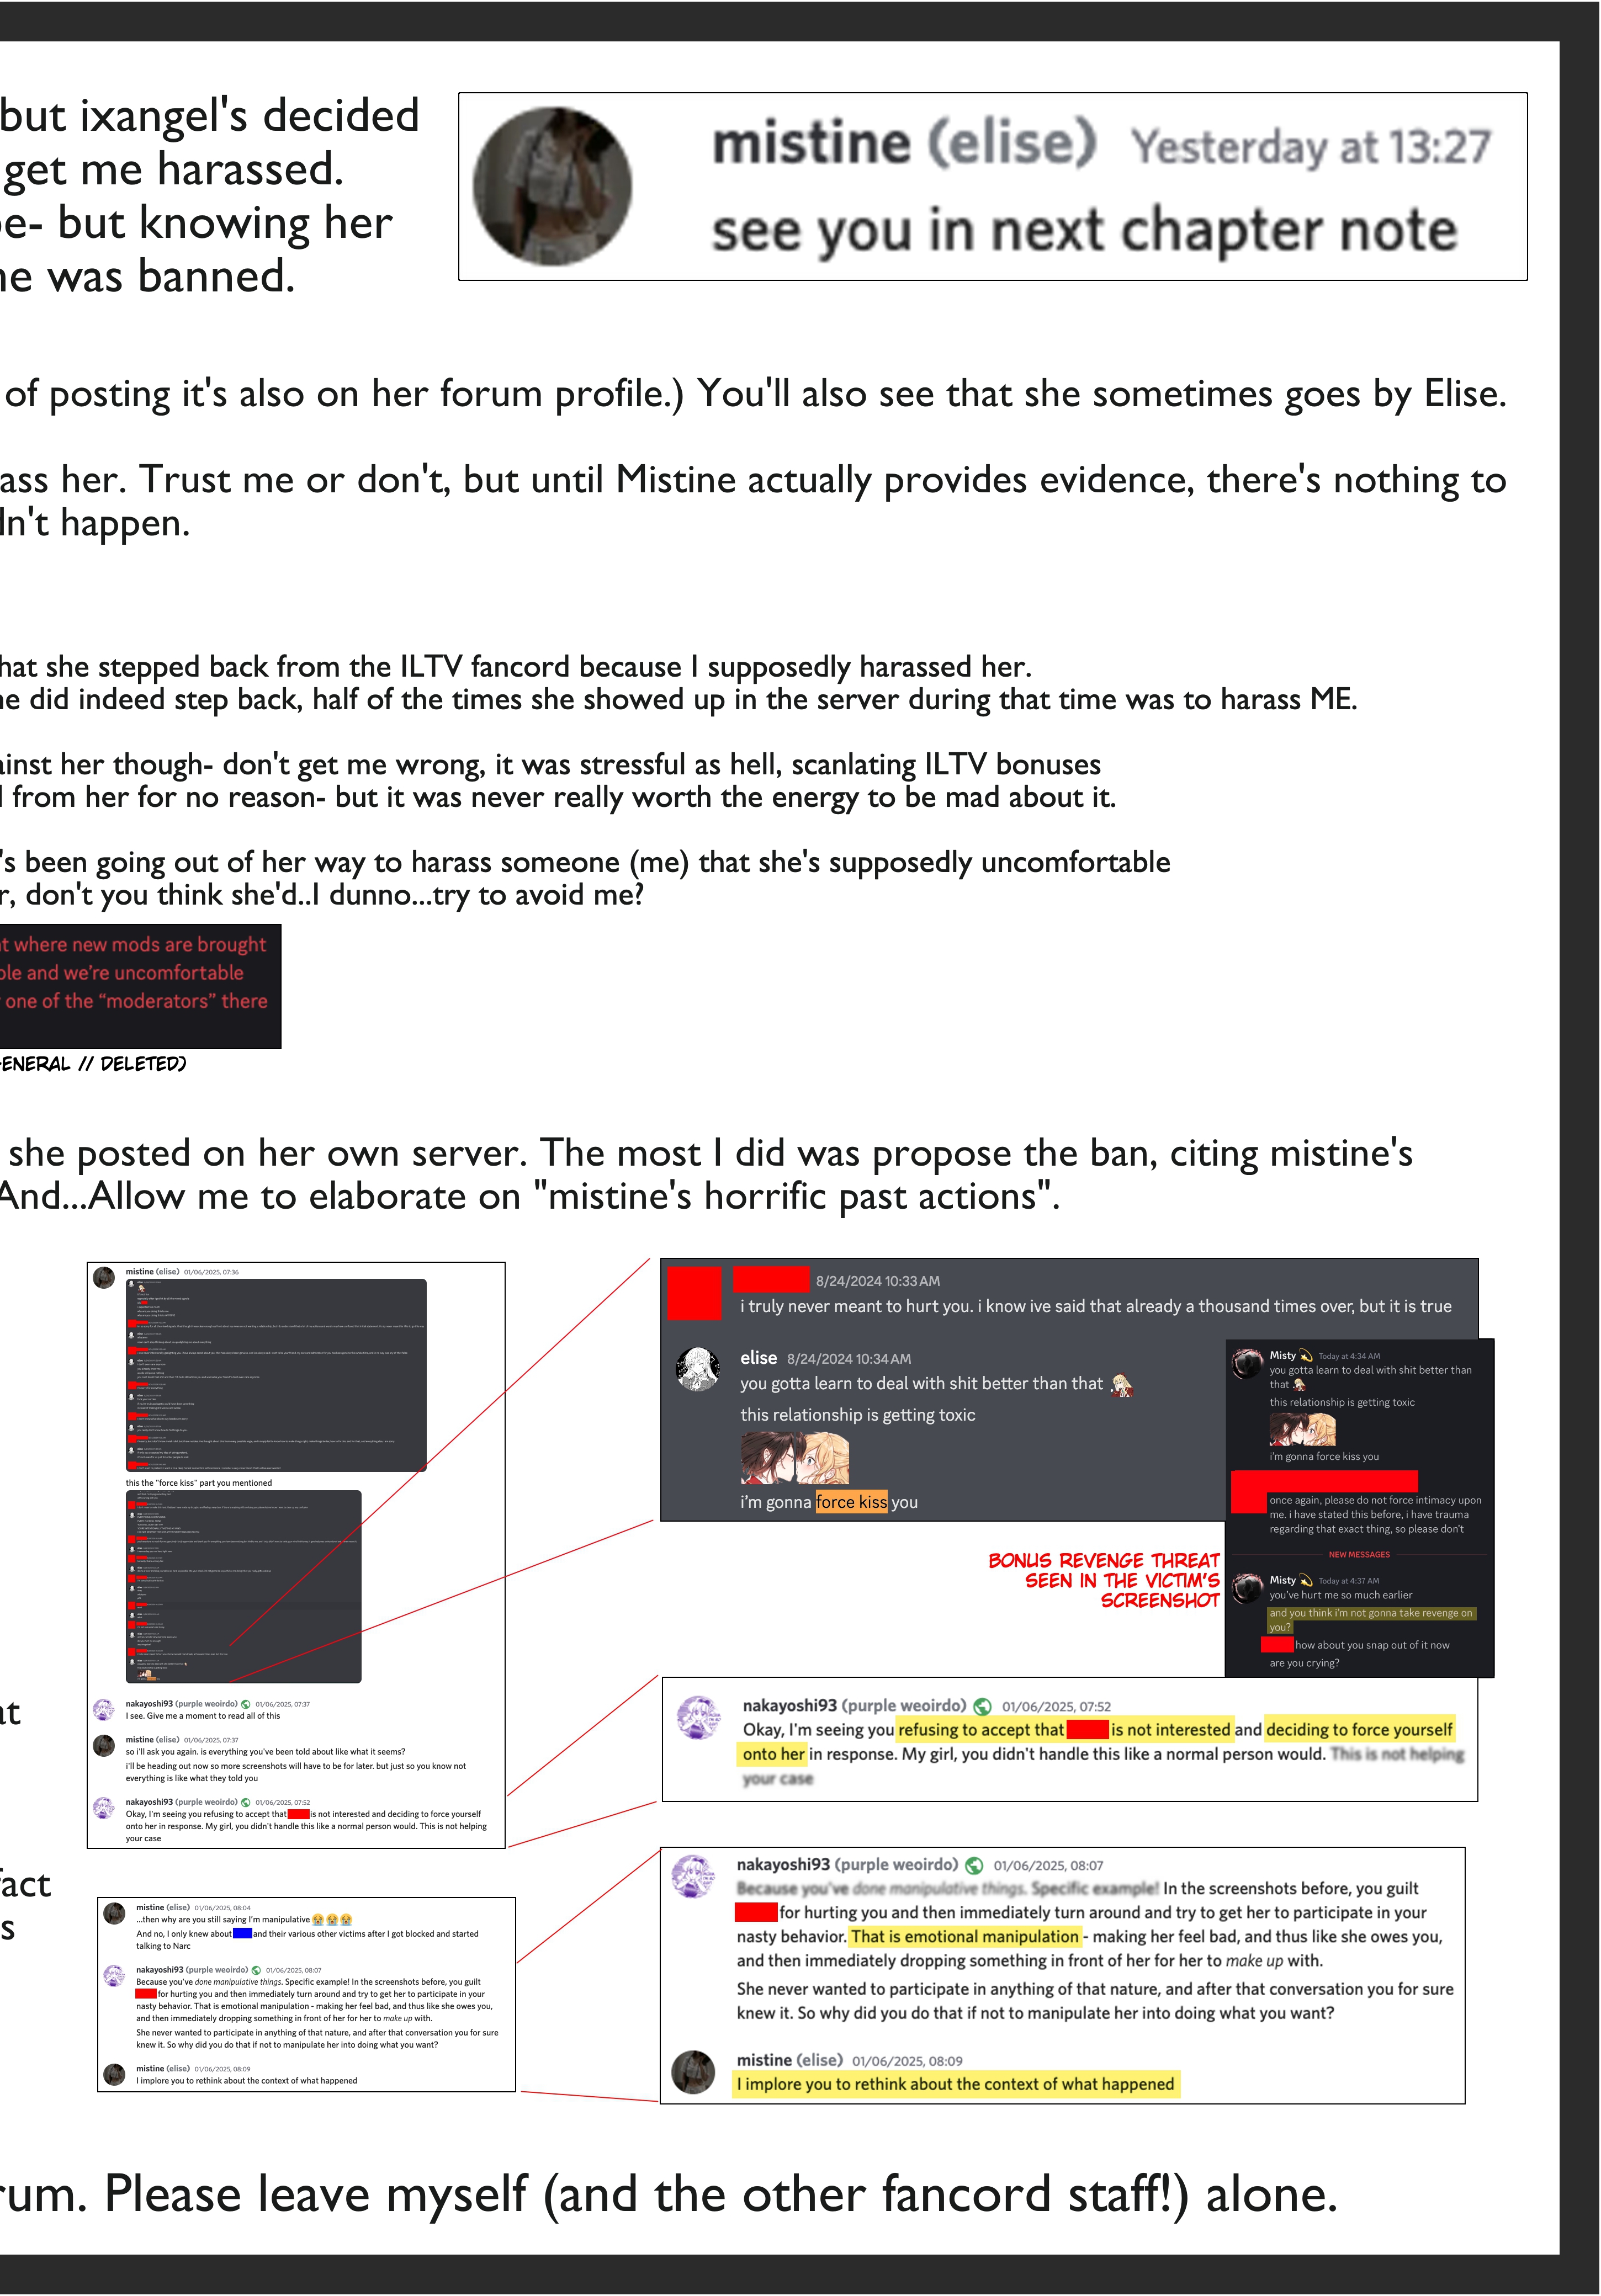 but ixangel's decided
get me harassed.
be- but knowing her
he was banned.
mistine (elise) Yesterday at 13:27
see you in next chapter note
of posting it's also on her forum profile.) You'll also see that she sometimes goes by Elise.
ass her. Trust me or don't, but until Mistine actually provides evidence, there's nothing to
dn't happen.
hat she stepped back from the ILTV fancord because I supposedly harassed her.
he did indeed step back, half of the times she showed up in the server during that time was to harass ME.
ainst her though- don't get me wrong, it was stressful as hell, scanlating ILTV bonuses
d from her for no reason- but it was never really worth the energy to be mad about it.
's been going out of her way to harass someone (me) that she's supposedly uncomfortable
r, don't you think she'd..I dunno...try to avoid me?
t where new mods are brought
ple and we're uncomfortable
one of the “moderators” there
GENERAL // DELETED)
she posted on her own server. The most I did was propose the ban, citing mistine's
And...Allow me to elaborate on "mistine's horrific past actions".
mistine (elise) 01/06/2025, 07:36
this the "force kiss" part you mentioned
nakayoshi93 (purple weoirdo) 01/06/2025, 07:37
I see. Give me a moment to read all of this
mistine (elise) 01/06/2025, 07:37
so i'll ask you again. is everything you've been told about like what it seems?
i'll be heading out now so more screenshots will have to be for later. but just so you know not
everything is like what they told you
nakayoshi93 (purple weoirdo) 01/06/2025, 07:52
Okay, I'm seeing you refusing to accept that is not interested and deciding to force yourself
onto her in response. My girl, you didn't handle this like a normal person would. This is not helping
your case
8/24/2024 10:33 AM
i truly never meant to hurt you. i know ive said that already a thousand times over, but it is true
elise 8/24/2024 10:34 AM
you gotta learn to deal with shit better than that
this relationship is getting toxic
i'm gonna force kiss you
Misty Today at 4:34 AM
you gotta learn to deal with shit better than
that
this relationship is getting toxic
i'm gonna force kiss you
once again, please do not force intimacy upon
me. i have stated this before, i have trauma
regarding that exact thing, so please don't
NEW MESSAGES
Misty Today at 4:37 AM
you've hurt me so much earlier
and you think i'm not gonna take revenge on
you?
how about you snap out of it now
are you crying?
BONUS REVENGE THREAT
SEEN IN THE VICTIM'S
SCREENSHOT
nakayoshi93 (purple weoirdo) 01/06/2025, 07:52
Okay, I'm seeing you refusing to accept that is not interested and deciding to force yourself
onto her in response. My girl, you didn't handle this like a normal person would. This is not helping
your case
at
fact
s
mistine (elise) 01/06/2025, 08:04
...then why are you still saying I'm manipulative 😭😭😭
And no, I only knew about and their various other victims after I got blocked and started
talking to Narc
nakayoshi93 (purple weoirdo) 01/06/2025, 08:07
Because you've done manipulative things. Specific example! In the screenshots before, you guilt
for hurting you and then immediately turn around and try to get her to participate in your
nasty behavior. That is emotional manipulation - making her feel bad, and thus like she owes you,
and then immediately dropping something in front of her for her to make up with.
She never wanted to participate in anything of that nature, and after that conversation you for sure
knew it. So why did you do that if not to manipulate her into doing what you want?
mistine (elise) 01/06/2025, 08:09
I implore you to rethink about the context of what happened
nakayoshi93 (purple weoirdo) 01/06/2025, 08:07
Because you've done manipulative things. Specific example! In the screenshots before, you guilt
for hurting you and then immediately turn around and try to get her to participate in your
nasty behavior. That is emotional manipulation - making her feel bad, and thus like she owes you,
and then immediately dropping something in front of her for her to make up with.
She never wanted to participate in anything of that nature, and after that conversation you for sure
knew it. So why did you do that if not to manipulate her into doing what you want?
mistine (elise) 01/06/2025, 08:09
I implore you to rethink about the context of what happened
rum. Please leave myself (and the other fancord staff!) alone.